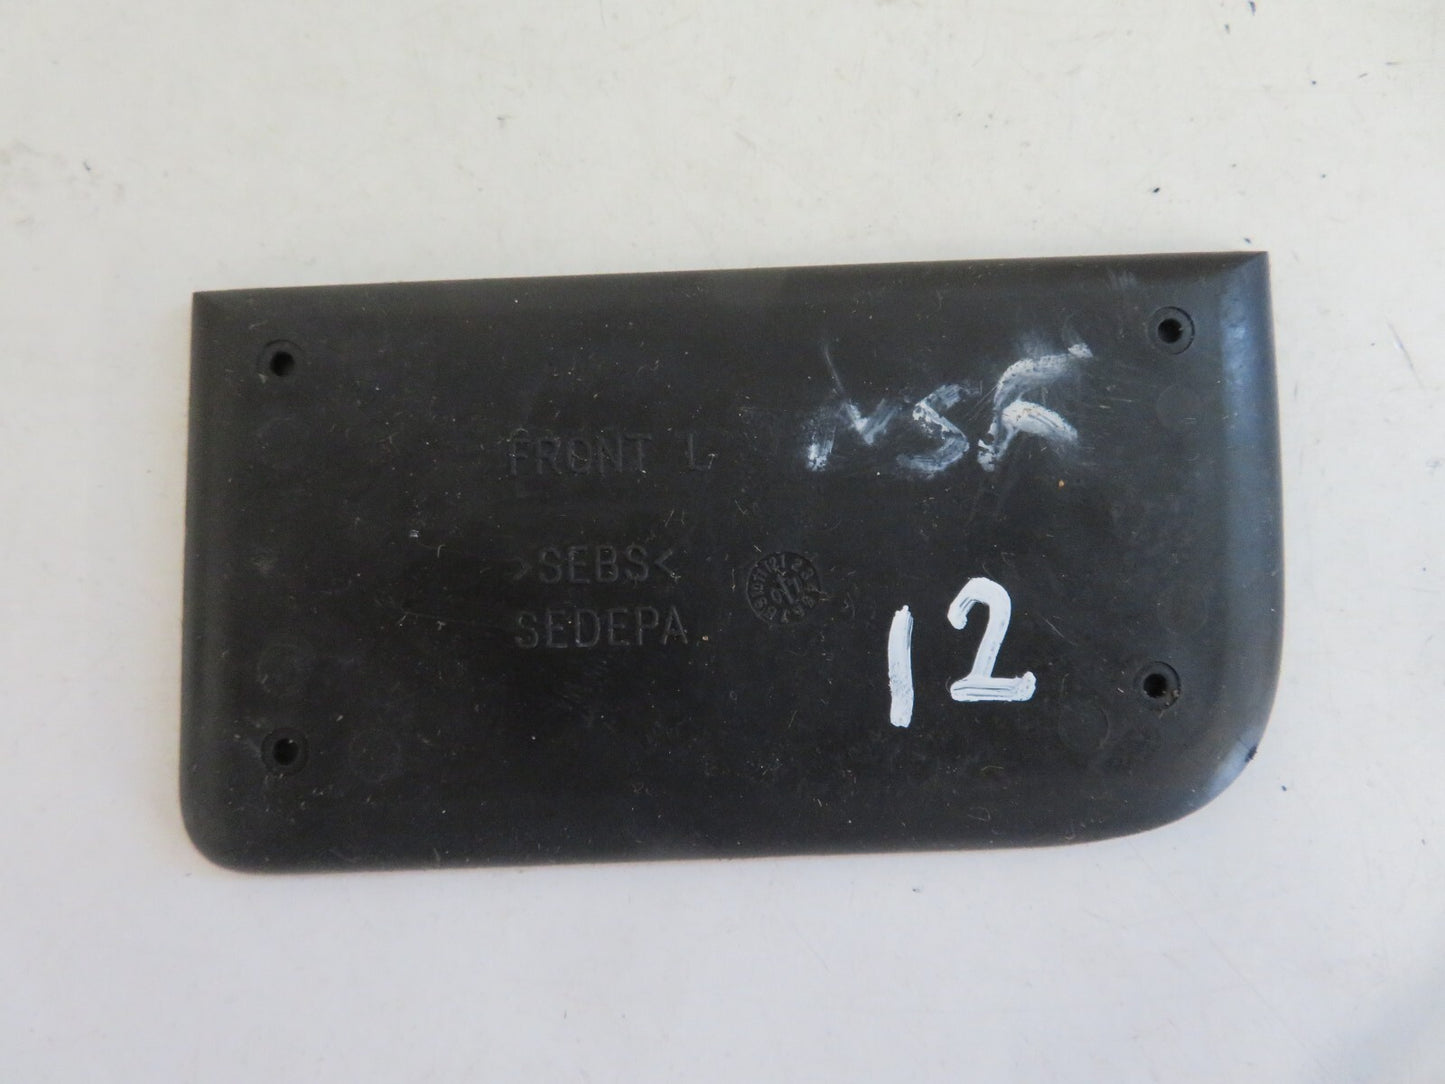 NSF
FRONT L
>SEBS<
SEDEPA
12